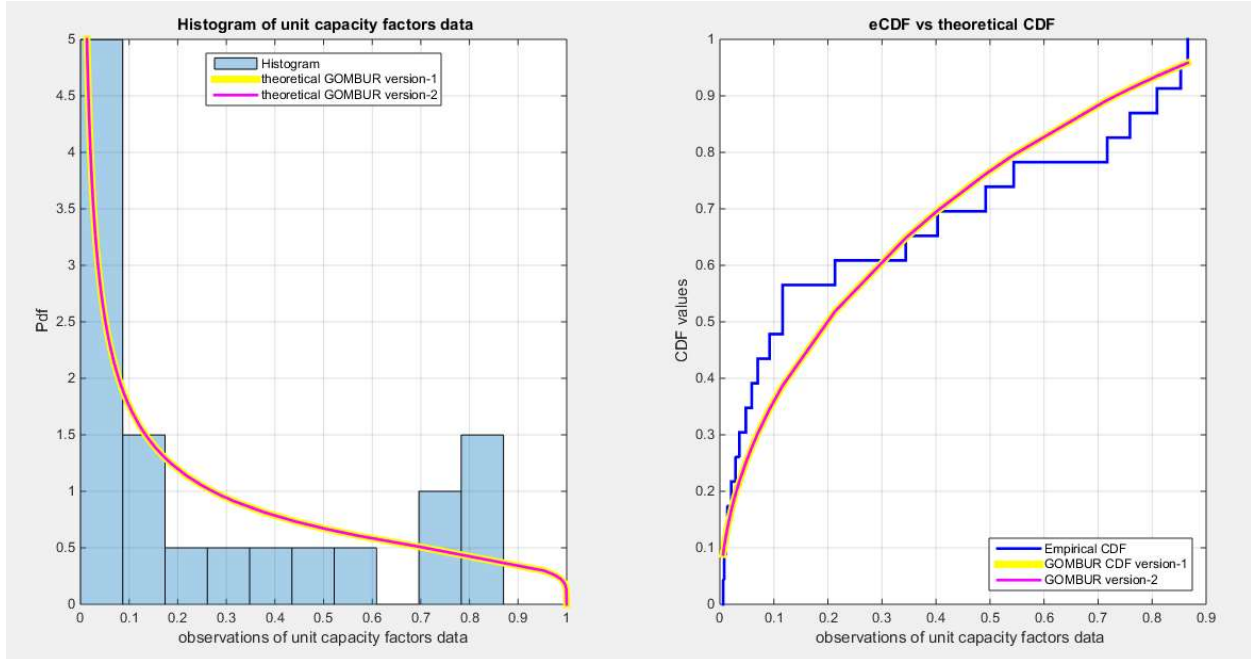 Histogram of unit capacity factors data
5
4.5
4
3.5
3
2.5
2
1.5
1
0.5
0
Pdf
Histogram
theoretical GOMBUR version-1
theoretical GOMBUR version-2
0 0.1 0.2 0.3 0.4 0.5 0.6 0.7 0.8 0.9 1
observations of unit capacity factors data
eCDF vs theoretical CDF
1
0.9
0.8
0.7
0.6
0.5
0.4
0.3
0.2
0.1
0
CDF values
Empirical CDF
GOMBUR CDF version-1
GOMBUR version-2
0 0.1 0.2 0.3 0.4 0.5 0.6 0.7 0.8 0.9
observations of unit capacity factors data